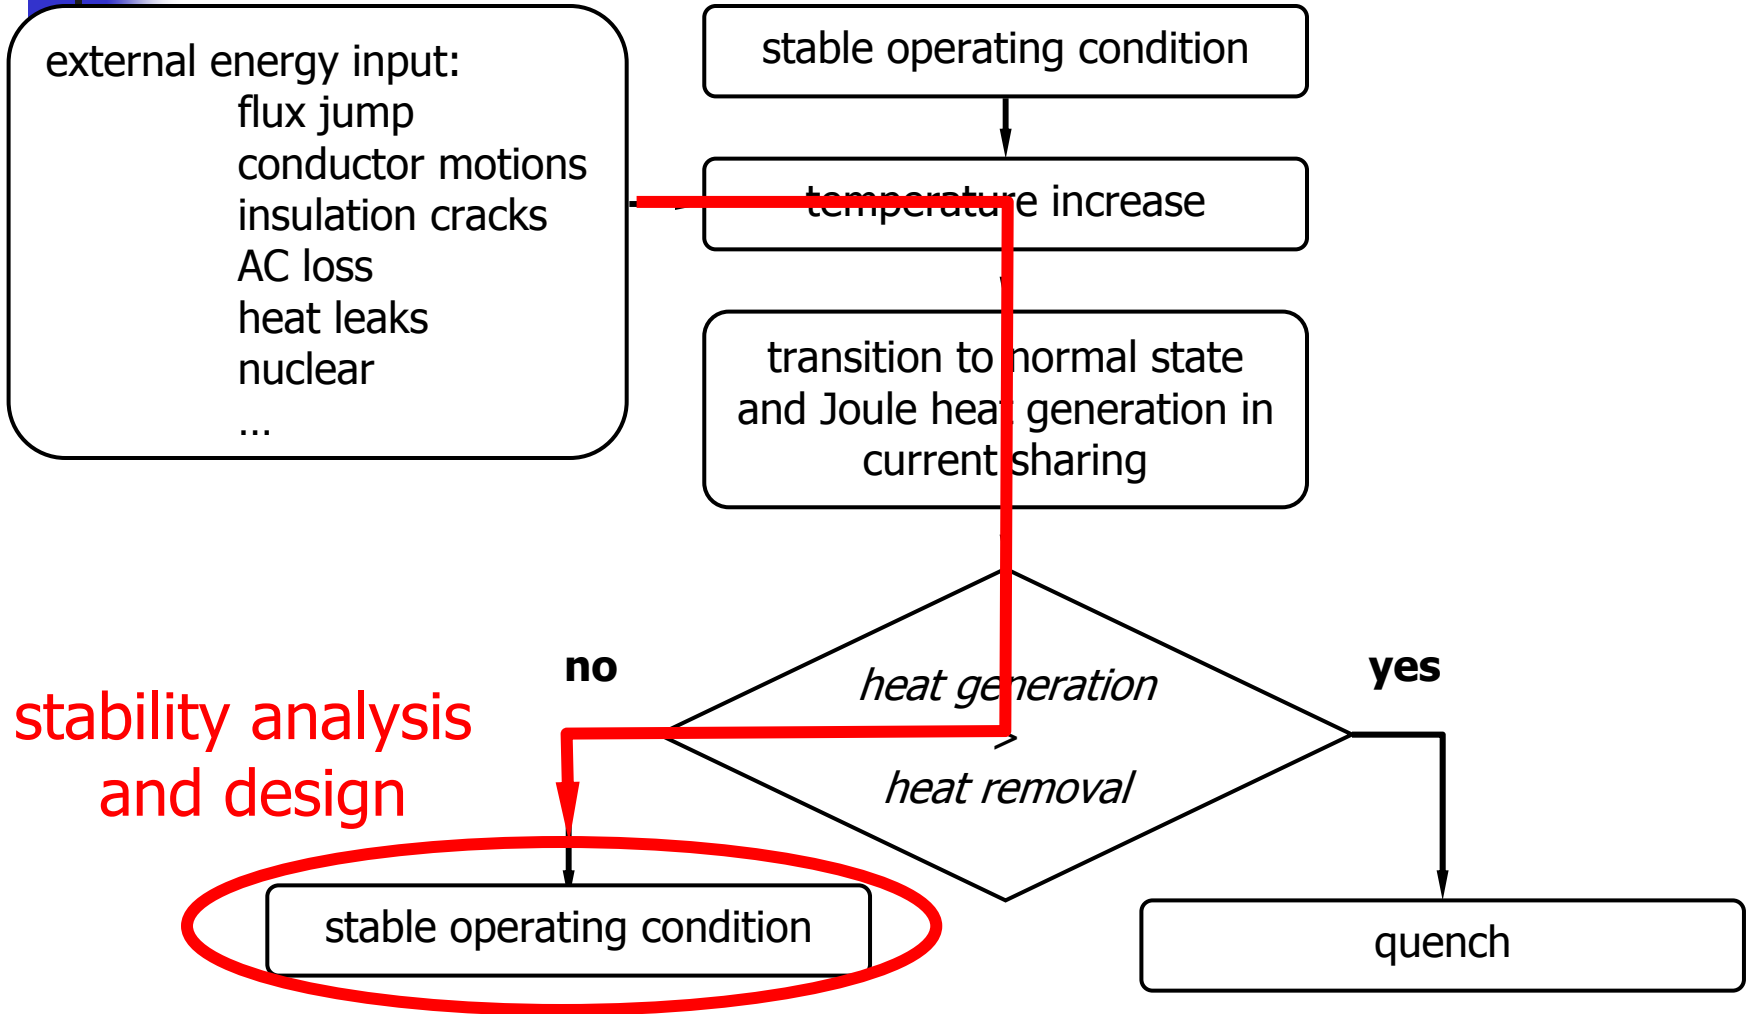 external energy input:
flux jump
conductor motions
insulation cracks
AC loss
heat leaks
nuclear
…
stable operating condition
temperature increase
transition to normal state
and Joule heat generation in
current sharing
no
yes
heat generation
>
heat removal
stability analysis
and design
stable operating condition
quench